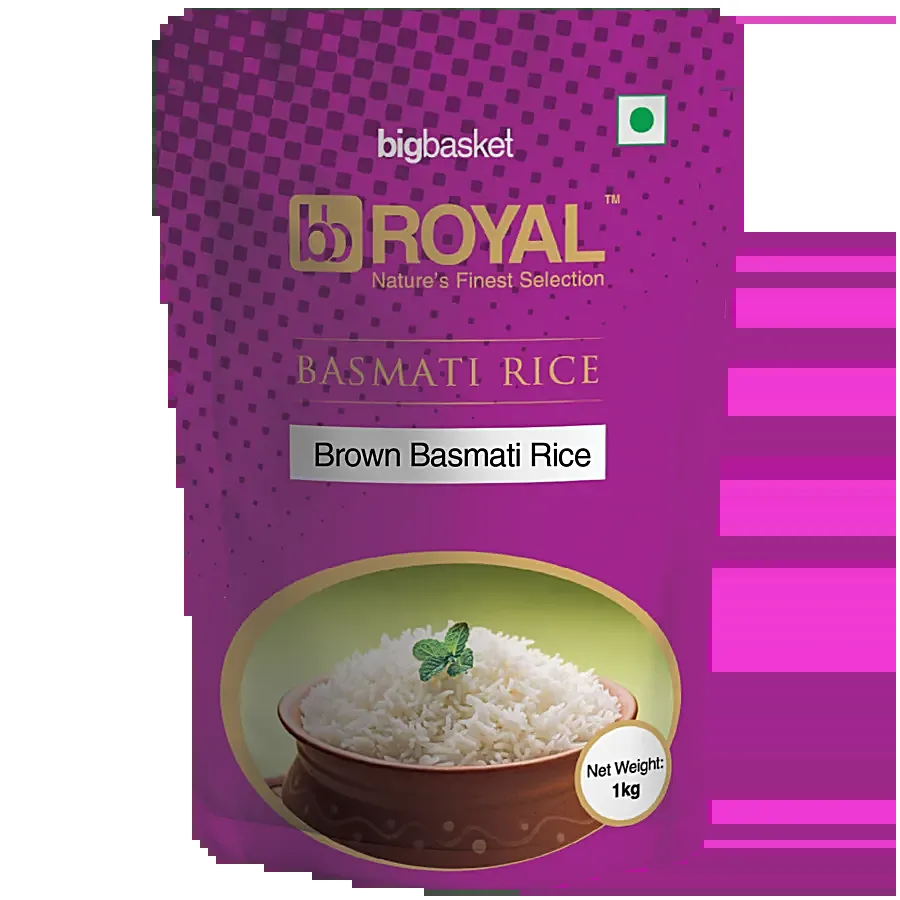 bigbasket
bb ROYAL™
Nature's Finest Selection
BASMATI RICE
Brown Basmati Rice
Net Weight:
1kg